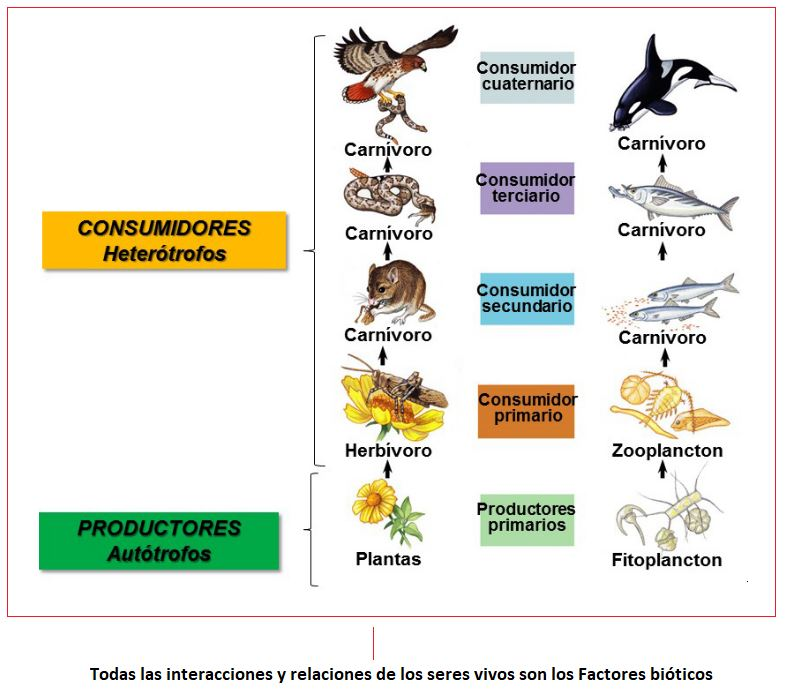 Consumidor
cuaternario
Carnívoro
Carnívoro
Consumidor
terciario
CONSUMIDORES
Heterótrofos
Carnívoro
Carnívoro
Consumidor
secundario
Carnívoro
Carnívoro
Consumidor
primario
Herbívoro
Zooplancton
Productores
primarios
PRODUCTORES
Autótrofos
Plantas
Fitoplancton
Todas las interacciones y relaciones de los seres vivos son los Factores bióticos